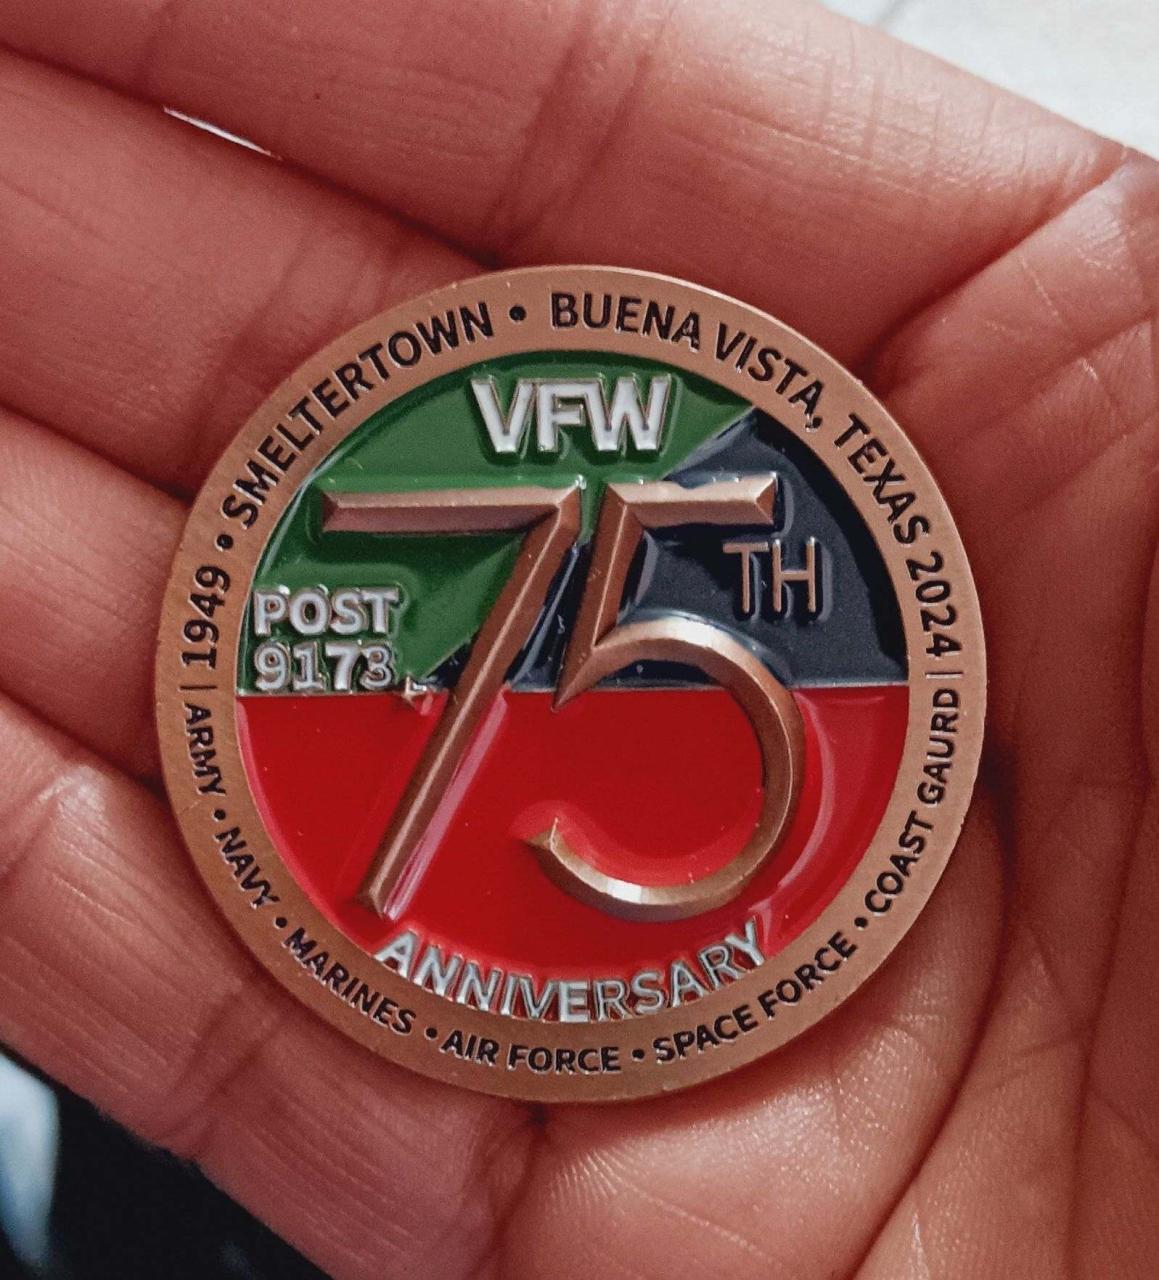 | 1949 • SMELTERTOWN • BUENA VISTA, TEXAS 2024 |
VFW
75TH
POST
9173
ANNIVERSARY
ARMY • NAVY • MARINES • AIR FORCE • SPACE FORCE • COAST GAURD